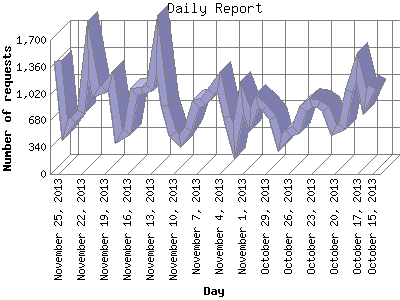 Daily Report
Number of requests
1,700
1,360
1,020
680
340
0
November 25, 2013
November 22, 2013
November 19, 2013
November 16, 2013
November 13, 2013
November 10, 2013
November 7, 2013
November 4, 2013
November 1, 2013
October 29, 2013
October 26, 2013
October 23, 2013
October 20, 2013
October 17, 2013
October 15, 2013
Day